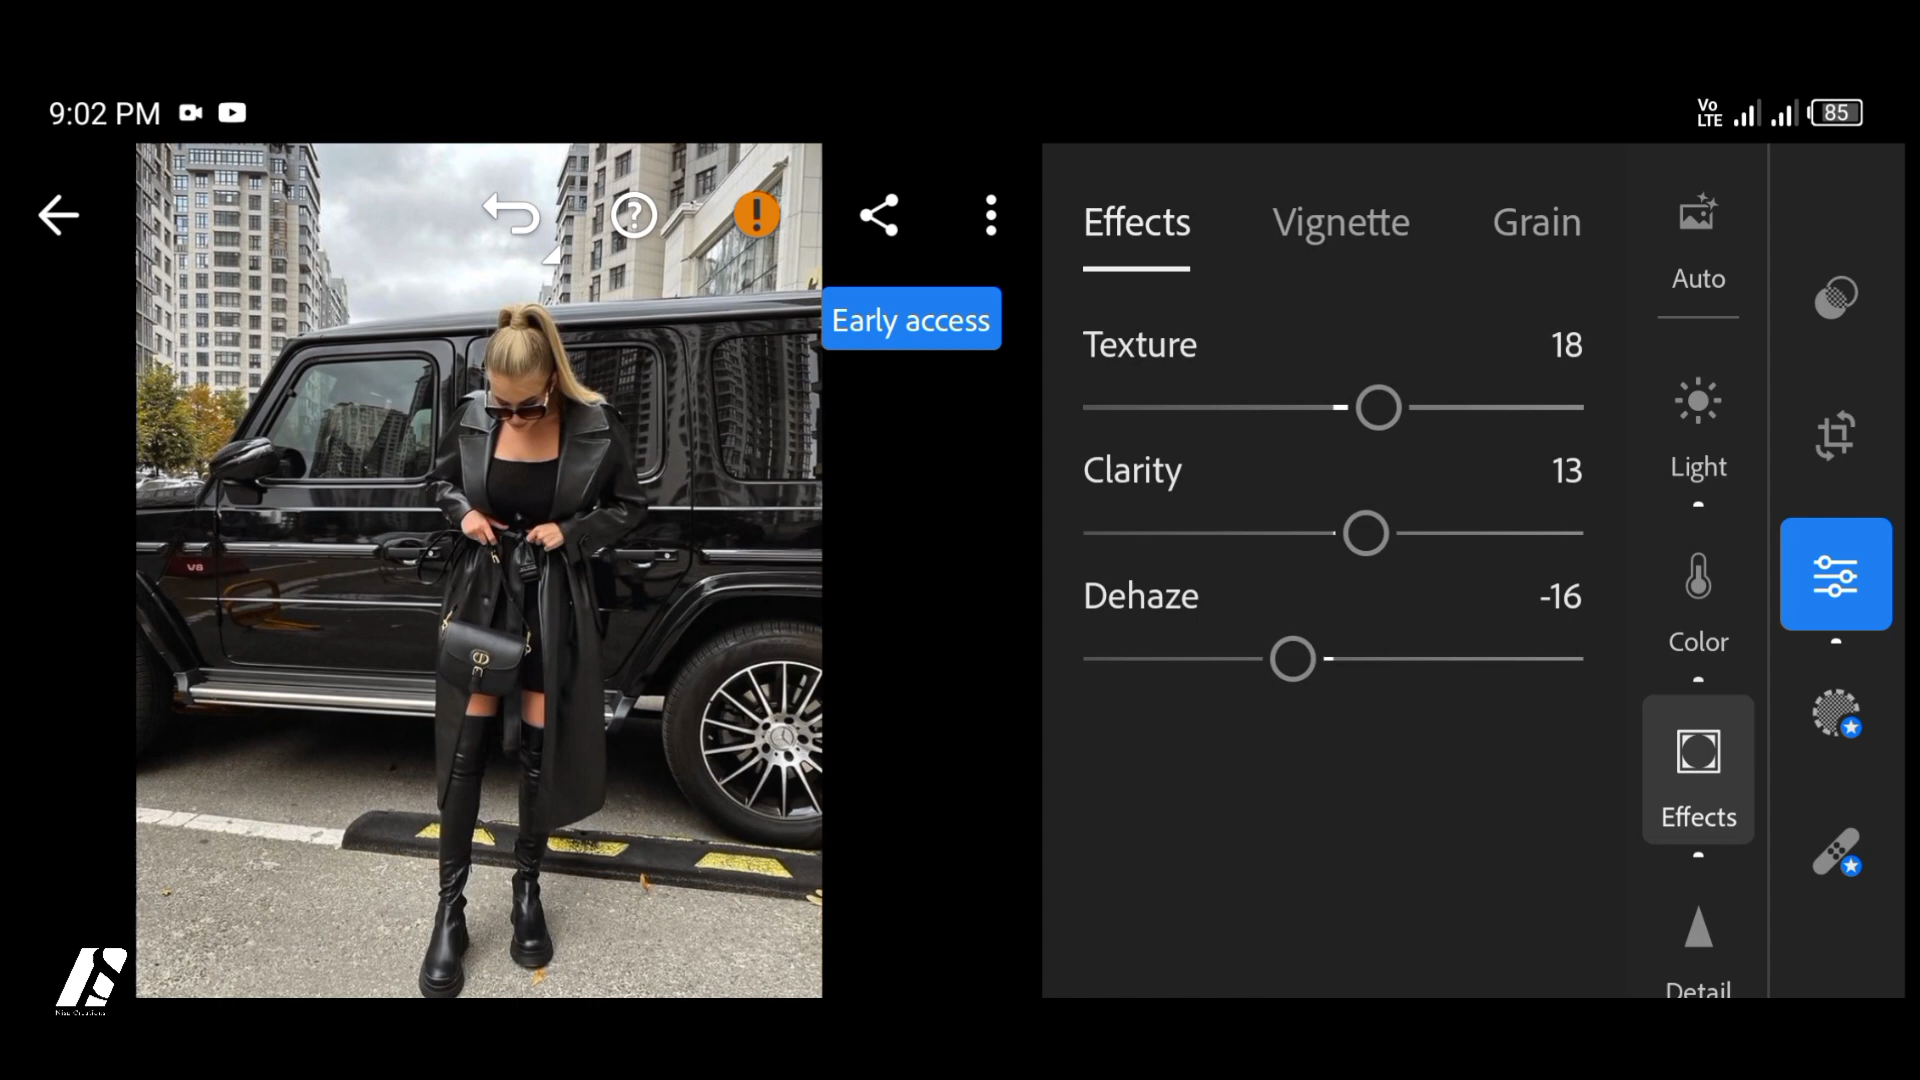 9:02 PM
Vo
LTE
85
Early access
Effects
Vignette
Grain
Texture
18
Clarity
13
Dehaze
-16
Auto
Light
Color
Effects
Detail
V8